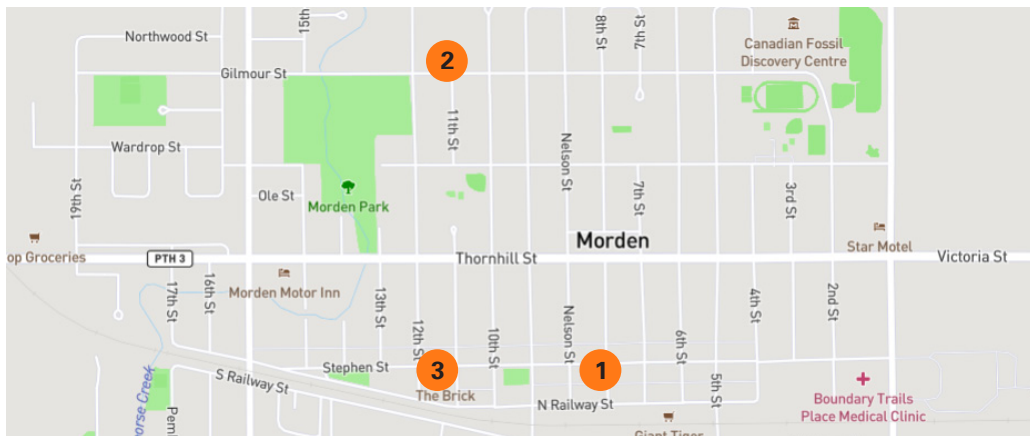 Northwood St
15th
8th St
7th St
Canadian Fossil
Discovery Centre
2
Gilmour St
11th St
Wardrop St
Nelson St
19th St
Ole St
7th St
3rd St
Morden Park
Morden
Star Motel
op Groceries
PTH 3
Thornhill St
Victoria St
17th St
16th St
Morden Motor Inn
13th St
12th St
10th St
Nelson St
6th St
4th St
2nd St
Stephen St
3
1
S Railway St
The Brick
5th St
N Railway St
Boundary Trails
Place Medical Clinic
orse Creek
Pem
Giant Tiger